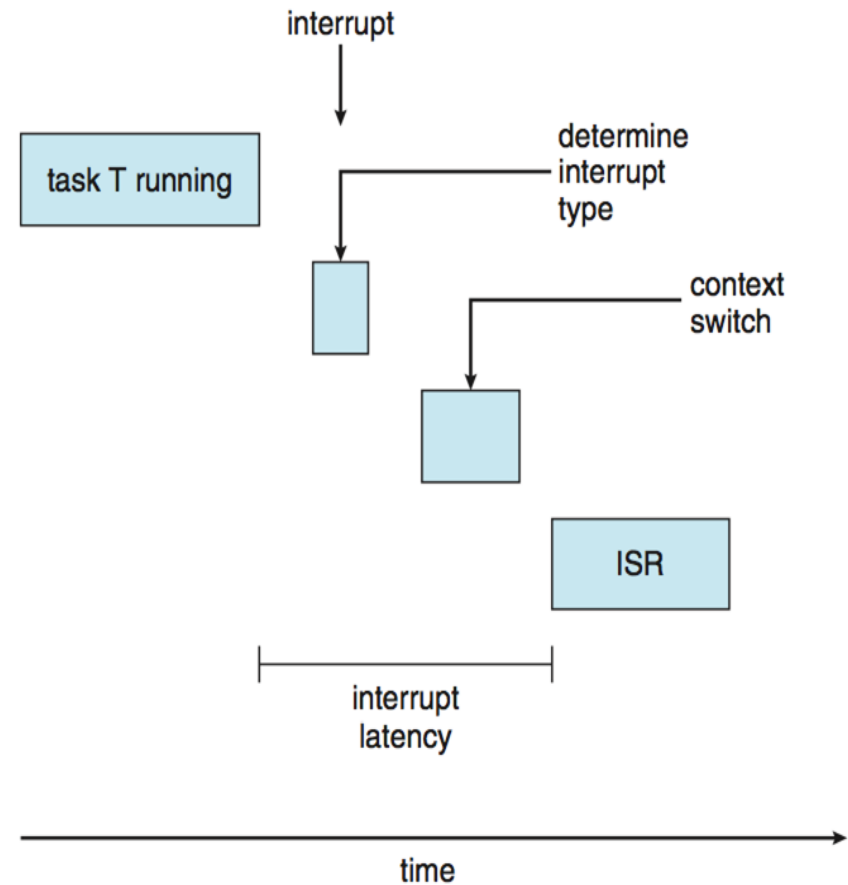 interrupt
task T running
determine
interrupt
type
context
switch
ISR
interrupt
latency
time